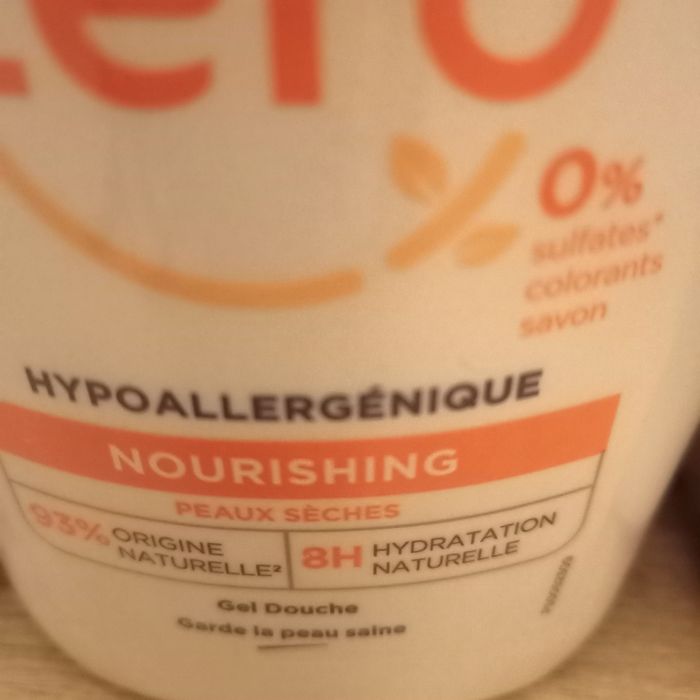 zero
0%
sulfates*
colorants
savon
HYPOALLERGÉNIQUE
NOURISHING
PEAUX SÈCHES
93% ORIGINE
NATURELLE²
8H HYDRATATION
NATURELLE
Gel Douche
Garde la peau saine